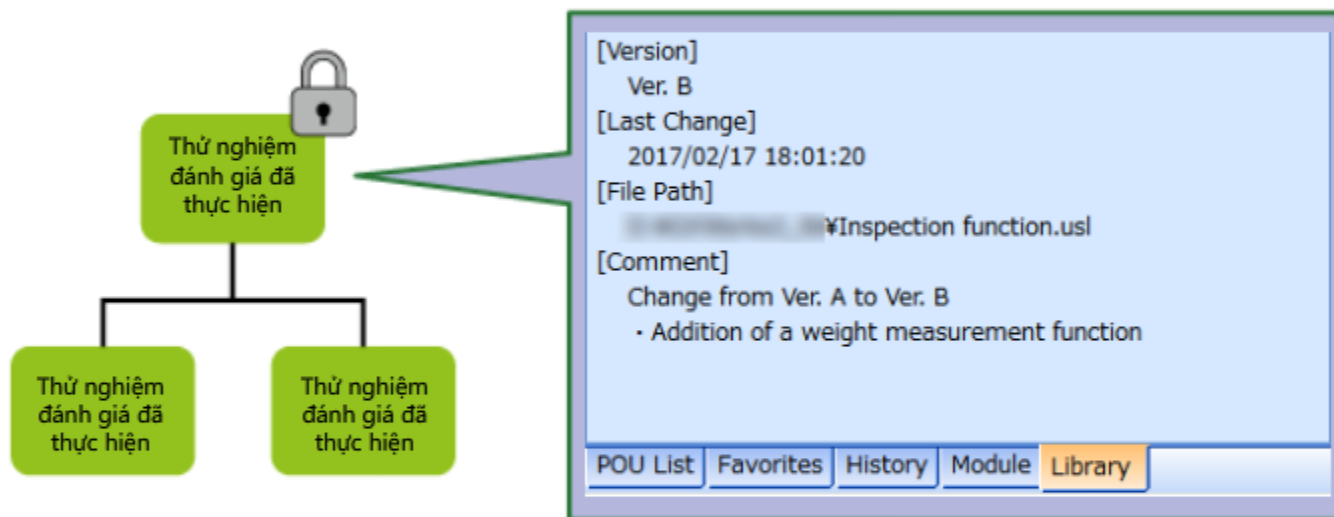 Thử nghiệm
đánh giá đã
thực hiện
Thử nghiệm
đánh giá đã
thực hiện
Thử nghiệm
đánh giá đã
thực hiện
[Version]
Ver. B
[Last Change]
2017/02/17 18:01:20
[File Path]
¥Inspection function.usl
[Comment]
Change from Ver. A to Ver. B
・Addition of a weight measurement function
POU List Favorites History Module Library